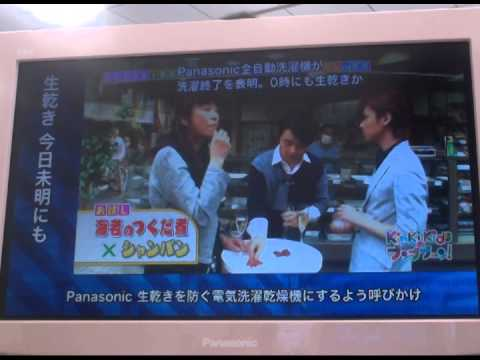 Panasonic全自動洗濯機が
洗濯終了を表明。0時にも生乾きか
生乾き 今日未明にも
海老のつくだ煮
×シャンパン
KinKi Kids
Panasonic 生乾きを防ぐ電気洗濯乾燥機にするよう呼びかけ
Panasonic